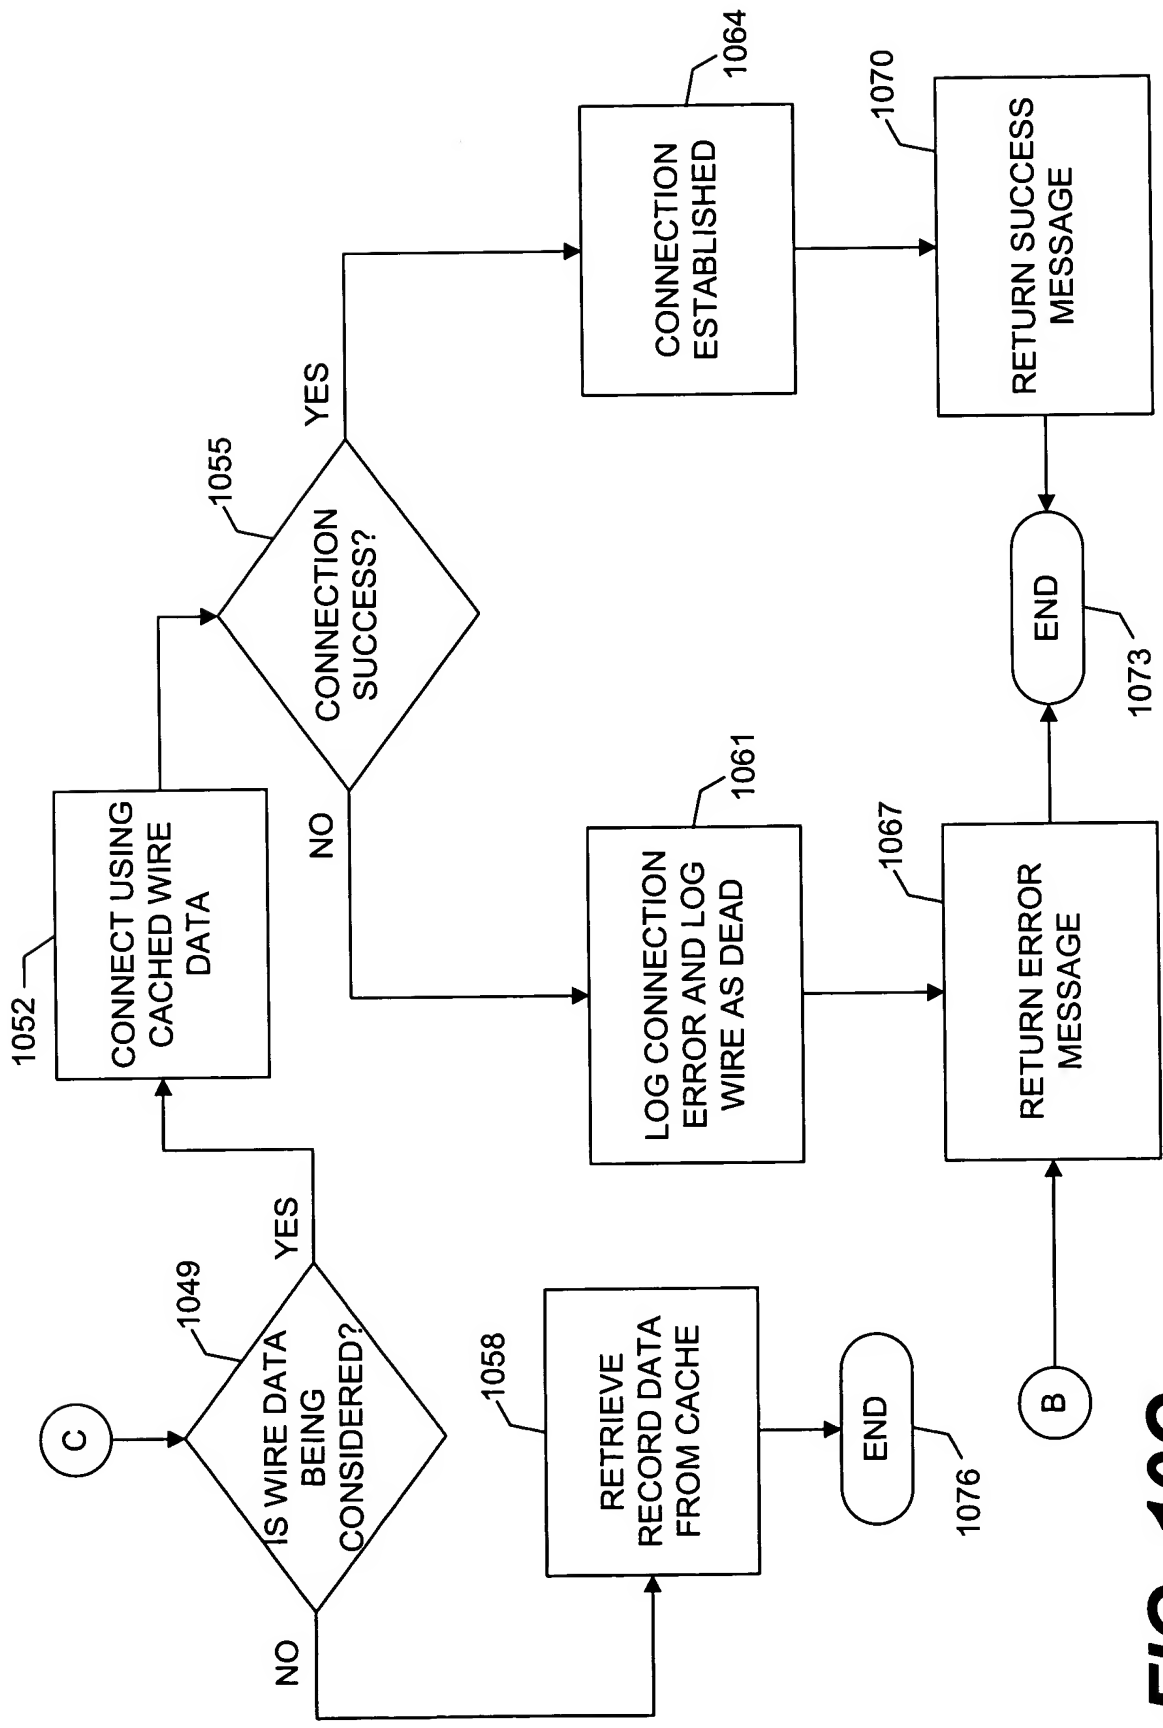 C
1049
IS WIRE DATA
BEING
CONSIDERED?
YES
NO
1052
CONNECT USING
CACHED WIRE
DATA
1055
CONNECTION
SUCCESS?
YES
NO
1058
RETRIEVE
RECORD DATA
FROM CACHE
END
1076
1061
LOG CONNECTION
ERROR AND LOG
WIRE AS DEAD
1064
CONNECTION
ESTABLISHED
B
1067
RETURN ERROR
MESSAGE
1070
RETURN SUCCESS
MESSAGE
END
1073